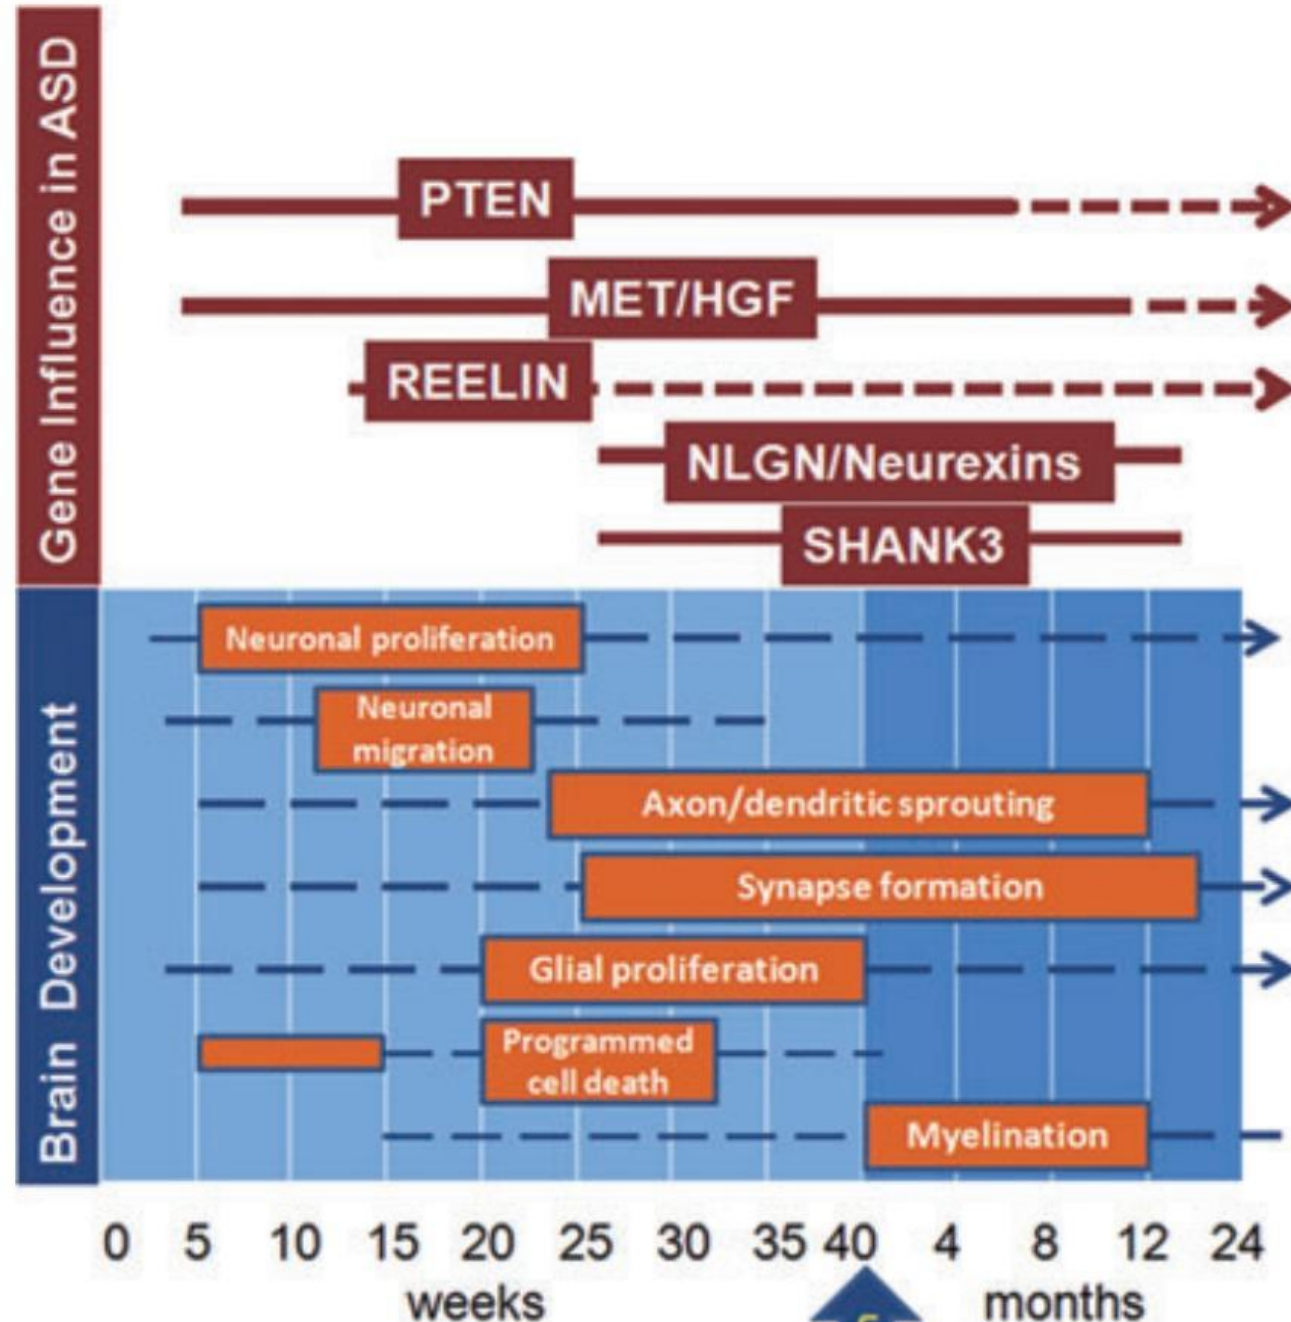 Gene Influence in ASD
PTEN
MET/HGF
REELIN
NLGN/Neurexins
SHANK3
Brain Development
Neuronal proliferation
Neuronal
migration
Axon/dendritic sprouting
Synapse formation
Glial proliferation
Programmed
cell death
Myelination
0 5 10 15 20 25 30 35 40 4 8 12 24
weeks months